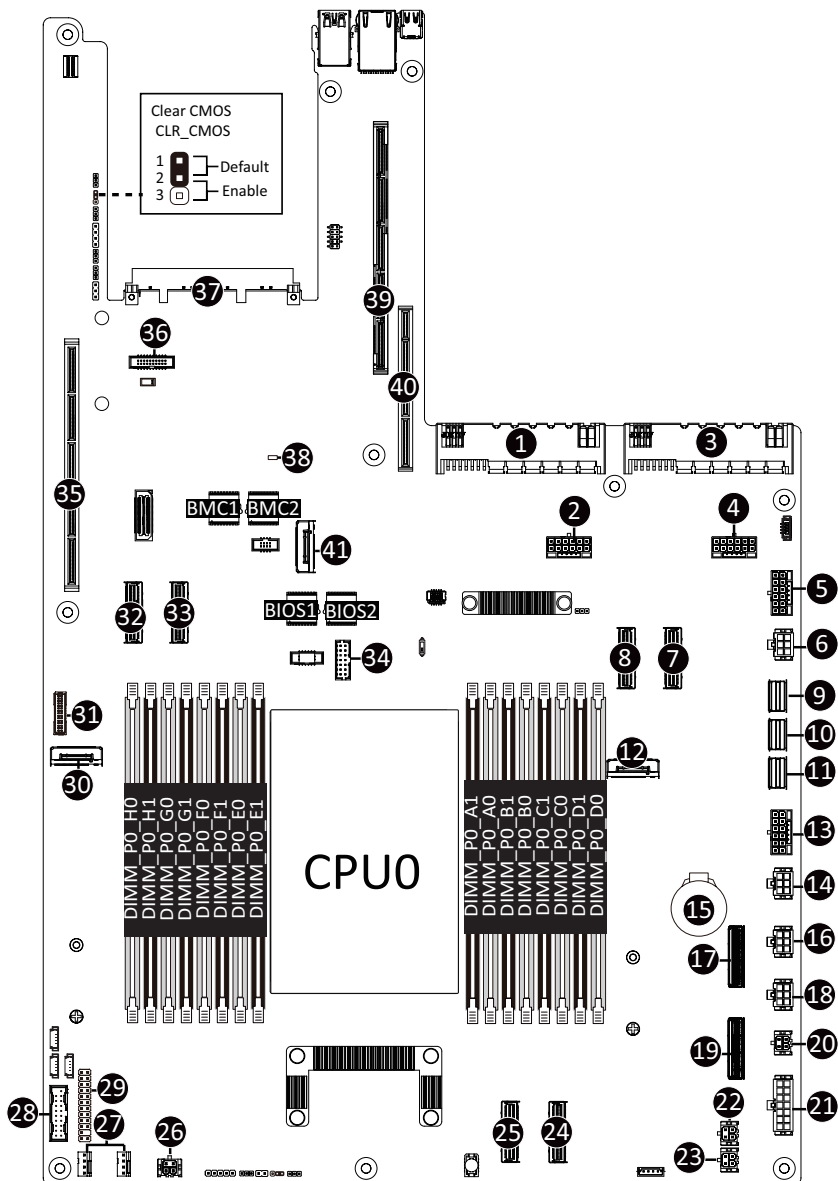 Clear CMOS
CLR_CMOS
1
2
3
Default
Enable
37
39
36
40
1
3
38
35
BMC1
BMC2
2
4
41
5
32
33
BIOS1
BIOS2
34
8
7
6
31
9
10
30
12
11
DIMM_P0_H0
DIMM_P0_H1
DIMM_P0_G0
DIMM_P0_G1
DIMM_P0_F0
DIMM_P0_F1
DIMM_P0_E0
DIMM_P0_E1
CPU0
DIMM_P0_A1
DIMM_P0_A0
DIMM_P0_B1
DIMM_P0_B0
DIMM_P0_C1
DIMM_P0_C0
DIMM_P0_D1
DIMM_P0_D0
13
14
15
16
17
18
19
20
29
28
27
26
25
24
22
21
23